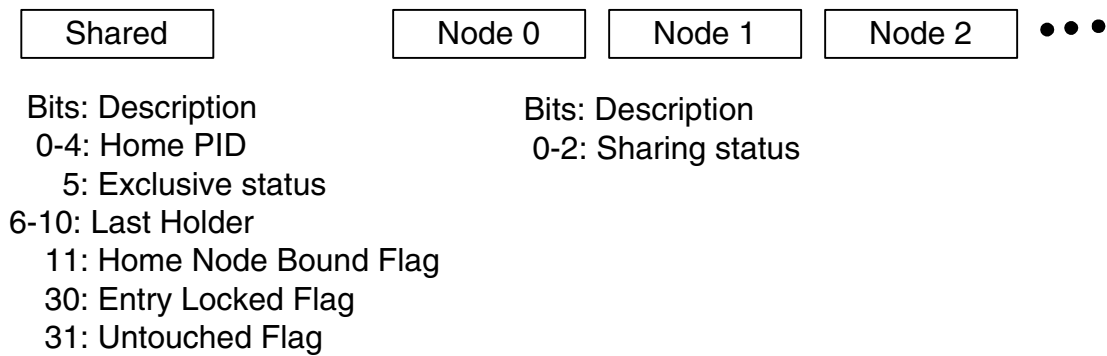 Shared Node 0 Node 1 Node 2 •••
Bits: Description
0-4: Home PID
5: Exclusive status
6-10: Last Holder
11: Home Node Bound Flag
30: Entry Locked Flag
31: Untouched Flag
Bits: Description
0-2: Sharing status